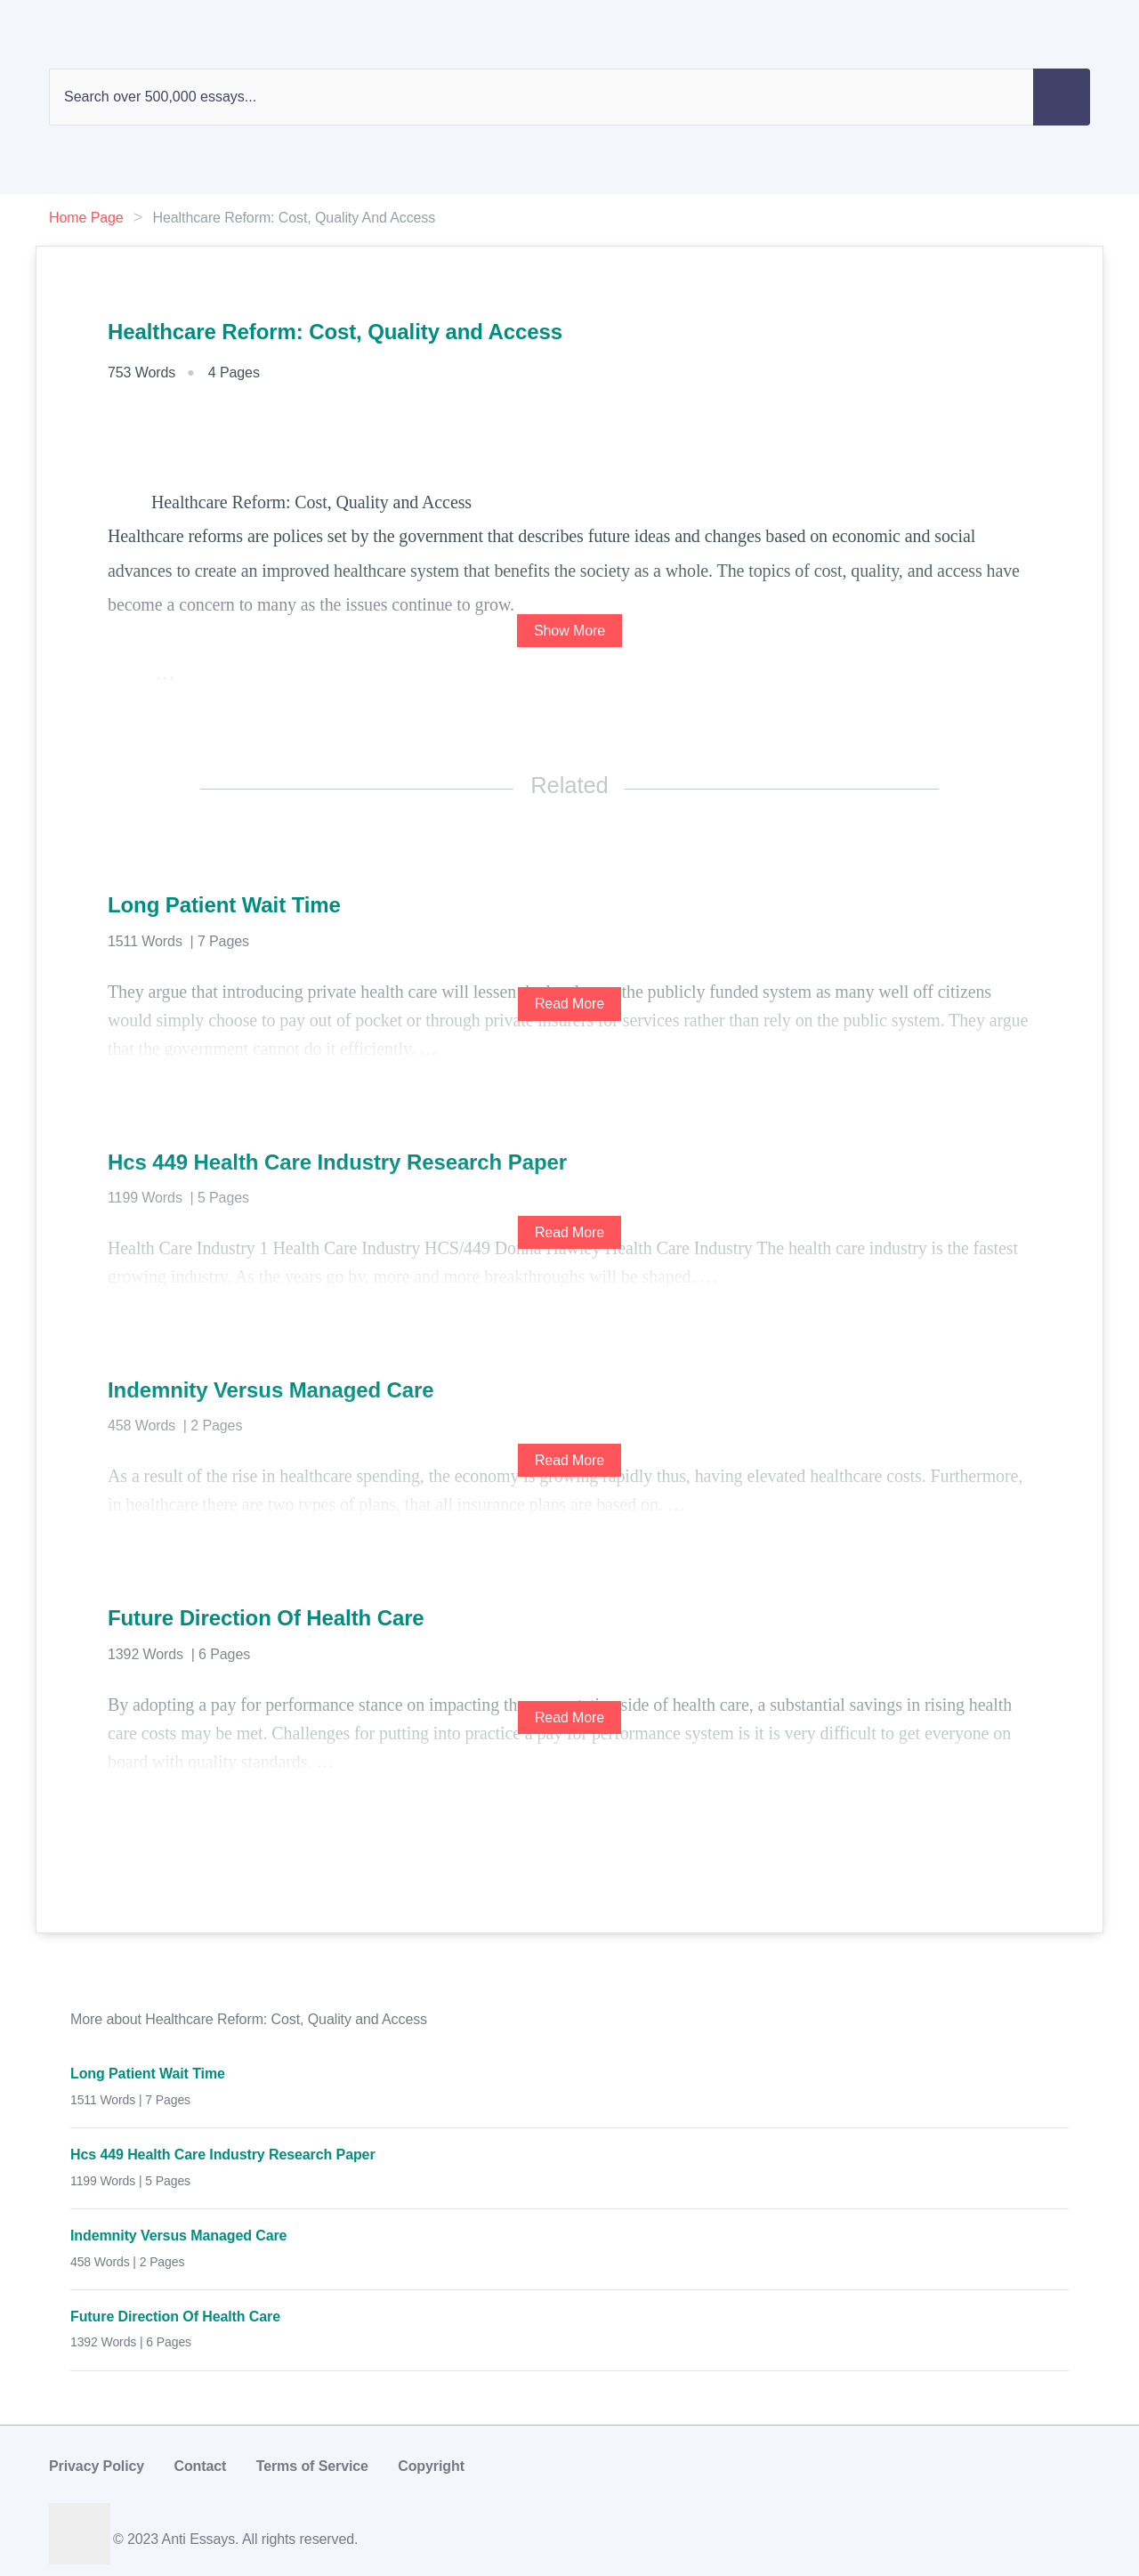 Search over 500,000 essays...
Home Page > Healthcare Reform: Cost, Quality And Access
Healthcare Reform: Cost, Quality and Access
753 Words • 4 Pages
Healthcare Reform: Cost, Quality and Access
Healthcare reforms are polices set by the government that describes future ideas and changes based on economic and social
advances to create an improved healthcare system that benefits the society as a whole. The topics of cost, quality, and access have
become a concern to many as the issues continue to grow.
Show More
…
Related
Long Patient Wait Time
1511 Words | 7 Pages
They argue that introducing private health care will lessen the publicly funded system as many well off citizens
Read More
would simply choose to pay out of pocket or through private insurers for services rather than rely on the public system. They argue
that the government cannot do it efficiently. …
Hcs 449 Health Care Industry Research Paper
1199 Words | 5 Pages
Read More
Health Care Industry 1 Health Care Industry HCS/449 Donna Hawley Health Care Industry The health care industry is the fastest
growing industry. As the years go by, more and more breakthroughs will be shaped. …
Indemnity Versus Managed Care
458 Words | 2 Pages
Read More
As a result of the rise in healthcare spending, the economy is growing rapidly thus, having elevated healthcare costs. Furthermore,
in healthcare there are two types of plans, that all insurance plans are based on. …
Future Direction Of Health Care
1392 Words | 6 Pages
By adopting a pay for performance stance on impacting side of health care, a substantial savings in rising health
Read More
care costs may be met. Challenges for putting into practice a pay for performance system is it is very difficult to get everyone on
board with quality standards. …
More about Healthcare Reform: Cost, Quality and Access
Long Patient Wait Time
1511 Words | 7 Pages
Hcs 449 Health Care Industry Research Paper
1199 Words | 5 Pages
Indemnity Versus Managed Care
458 Words | 2 Pages
Future Direction Of Health Care
1392 Words | 6 Pages
Privacy Policy Contact Terms of Service Copyright
© 2023 Anti Essays. All rights reserved.